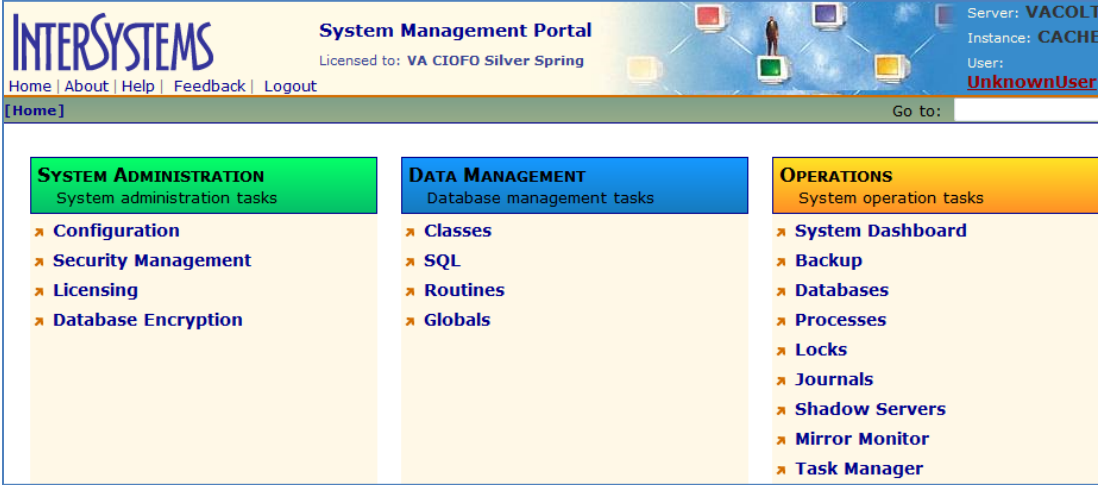 INTERSYSTEMS
System Management Portal
Licensed to: VA CIOFO Silver Spring
Server: VACOLT
Instance: CACHE
User:
UnknownUser
Home | About | Help | Feedback | Logout
[Home]
Go to:
SYSTEM ADMINISTRATION
System administration tasks
Configuration
Security Management
Licensing
Database Encryption
DATA MANAGEMENT
Database management tasks
Classes
SQL
Routines
Globals
OPERATIONS
System operation tasks
System Dashboard
Backup
Databases
Processes
Locks
Journals
Shadow Servers
Mirror Monitor
Task Manager